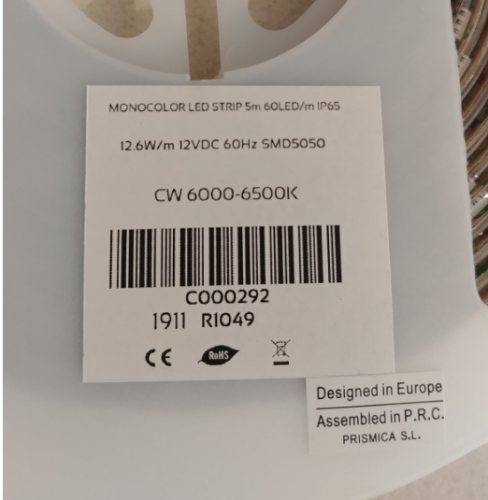 MONOCOLOR LED STRIP 5m 60LED/m IP65
12.6W/m 12VDC 60Hz SMD5050
CW 6000-6500K
C000292
1911 R1049
CE RoHS
Designed in Europe
Assembled in P.R.C.
PRISMICA S.L.